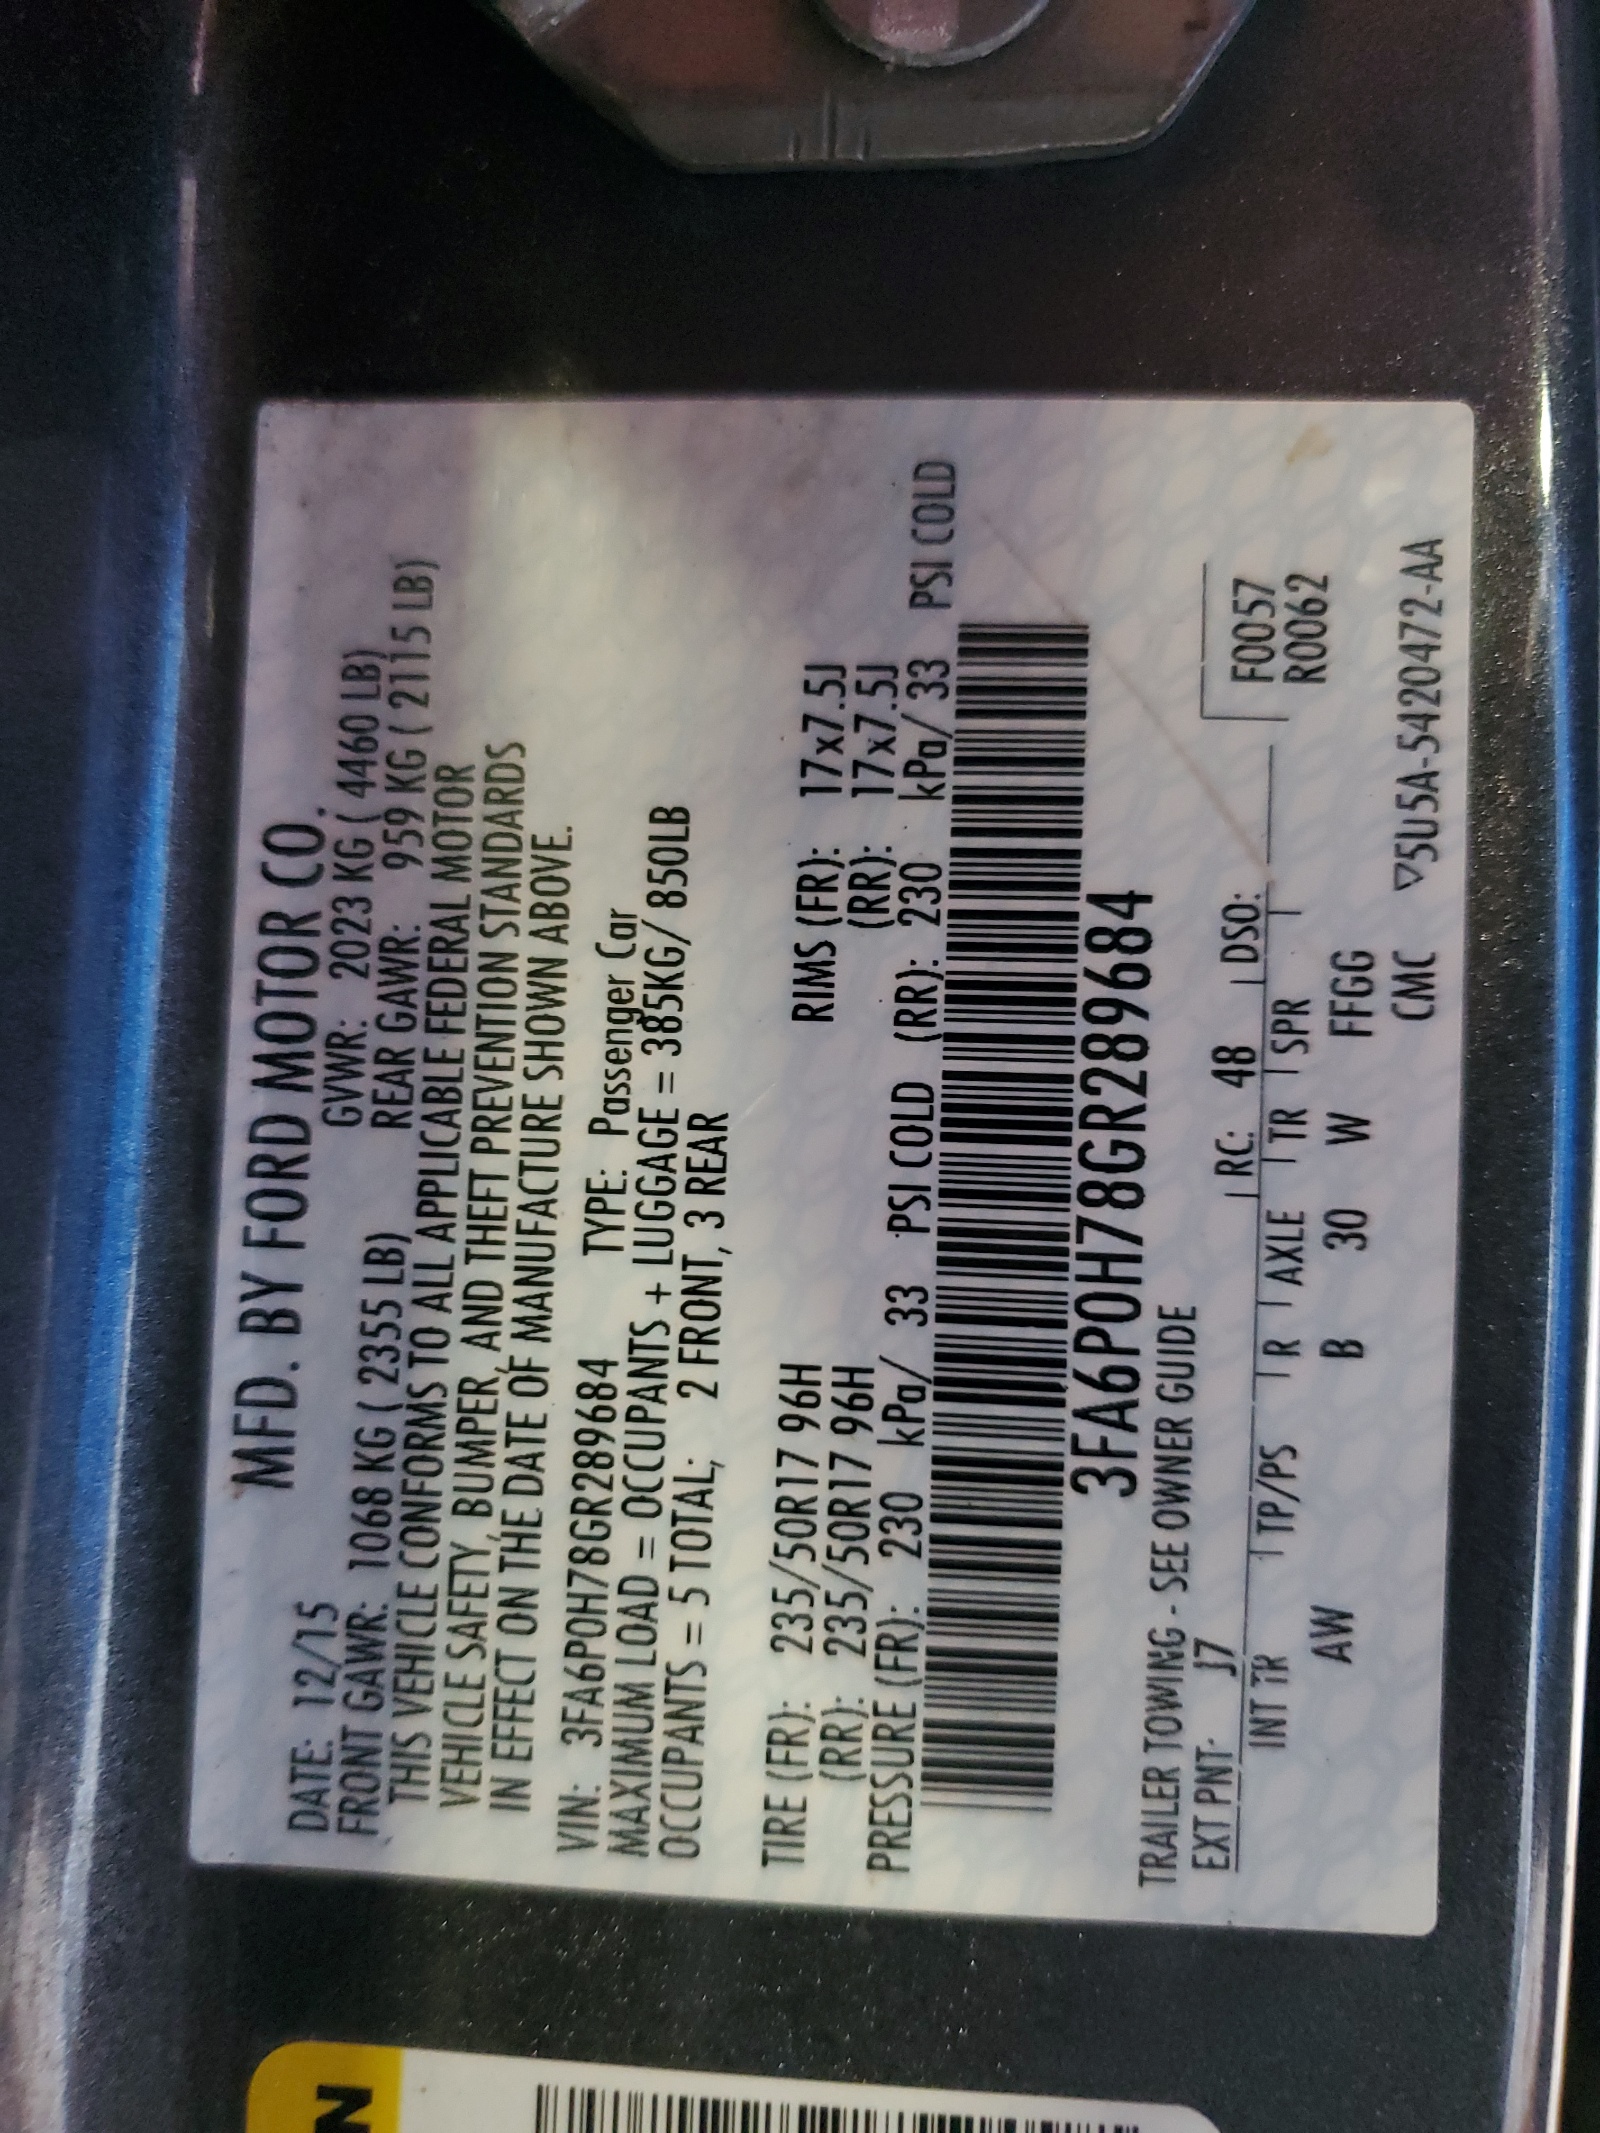 MFD. BY FORD MOTOR CO.
DATE: 12/15 GVWR: 2023 KG ( 4460 LB)
FRONT GAWR: 1068 KG ( 2355 LB) REAR GAWR: 959 KG ( 2115 LB)
THIS VEHICLE CONFORMS TO ALL APPLICABLE FEDERAL MOTOR
VEHICLE SAFETY, BUMPER, AND THEFT PREVENTION STANDARDS
IN EFFECT ON THE DATE OF MANUFACTURE SHOWN ABOVE.
VIN: 3FA6P0H78GR289684 TYPE: Passenger Car
MAXIMUM LOAD = OCCUPANTS + LUGGAGE = 385KG/ 850LB
OCCUPANTS = 5 TOTAL; 2 FRONT, 3 REAR
TIRE (FR): 235/50R17 96H RIMS (FR): 17x7.5J
(RR): 235/50R17 96H (RR): 17x7.5J
PRESSURE (FR): 230 kPa/ 33 PSI COLD (RR): 230 kPa/ 33 PSI COLD
3FA6P0H78GR289684
TRAILER TOWING - SEE OWNER GUIDE
EXT PNT: J7 RC: 48 DSO: F0057
INT TR TP/PS R AXLE TR SPR R0062
AW B 30 W FFGG
CMC ▽5U5A-5420472-AA
N